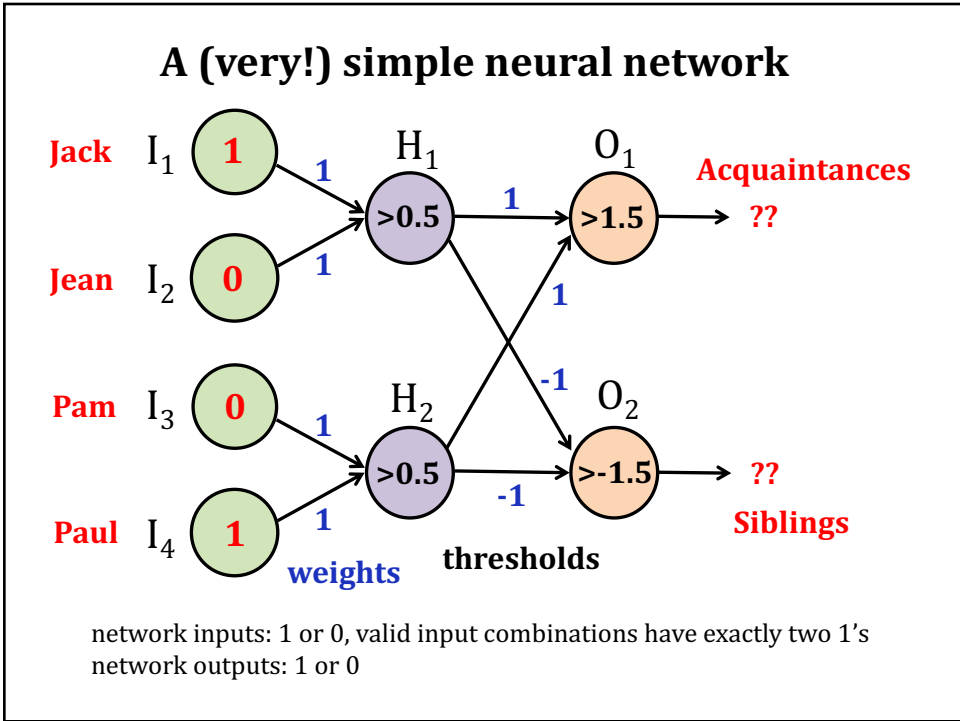 A (very!) simple neural network
Jack I₁ 1
1
Jean I₂ 0
1
Pam I₃ 0
1
Paul I₄ 1
1
weights
H₁
>0.5
H₂
>0.5
thresholds
1
1
-1
-1
O₁
>1.5
O₂
>-1.5
Acquaintances
??
??
Siblings
network inputs: 1 or 0, valid input combinations have exactly two 1's
network outputs: 1 or 0